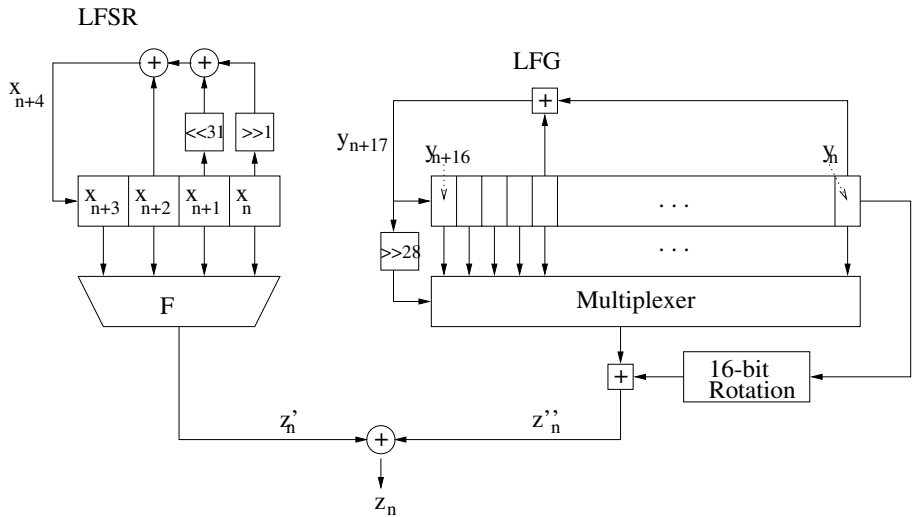 LFSR
LFG
+
+
+
x n+4
<<31
>>1
y n+17
y n+16
y n
x n+3
x n+2
x n+1
x n
. . .
>>28
. . .
F
Multiplexer
+
16-bit
Rotation
z n'
z''n
+
z n